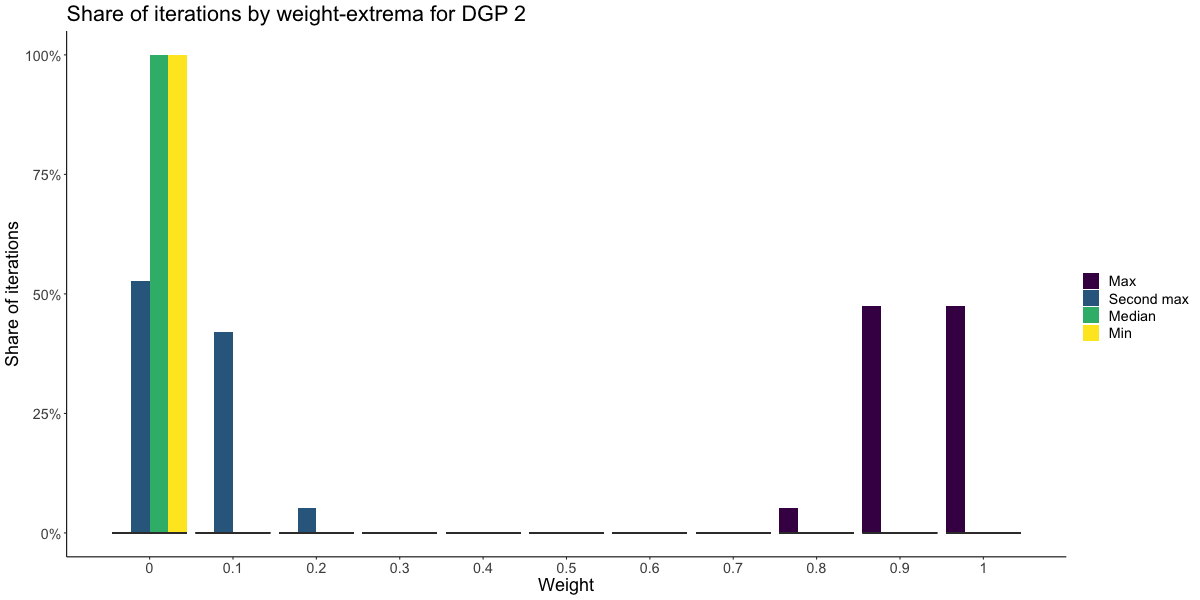 Share of iterations by weight-extrema for DGP 2
Share of iterations
100%
75%
50%
25%
0%
0 0.1 0.2 0.3 0.4 0.5 0.6 0.7 0.8 0.9 1
Weight
Max
Second max
Median
Min